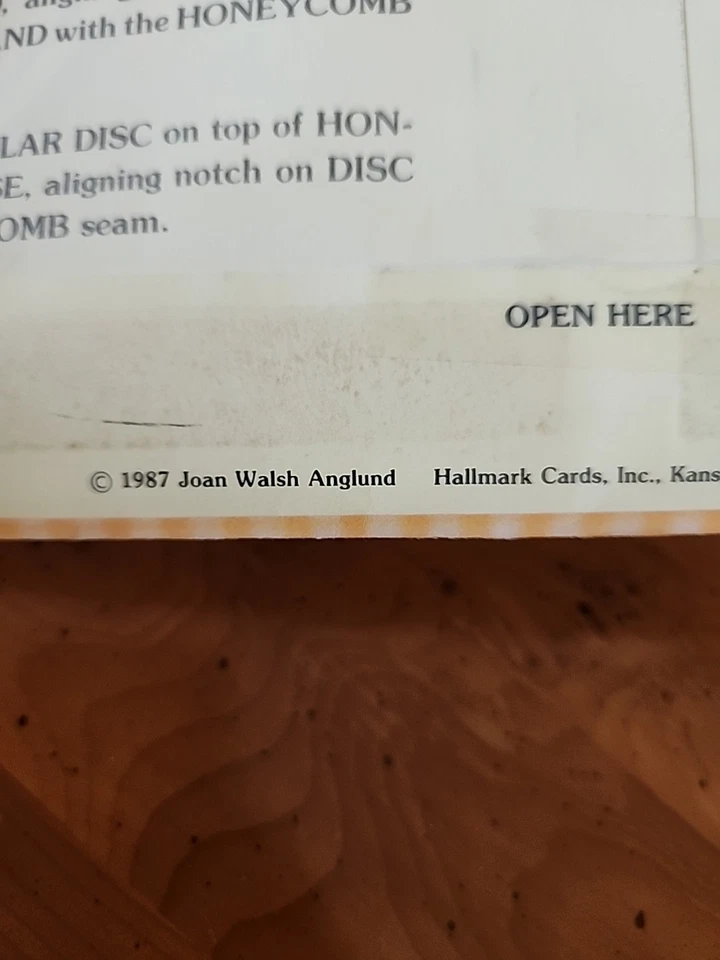 ND with the HONEYCOMB
LAR DISC on top of HON-
SE, aligning notch on DISC
OMB seam.
OPEN HERE
© 1987 Joan Walsh Anglund Hallmark Cards, Inc., Kans